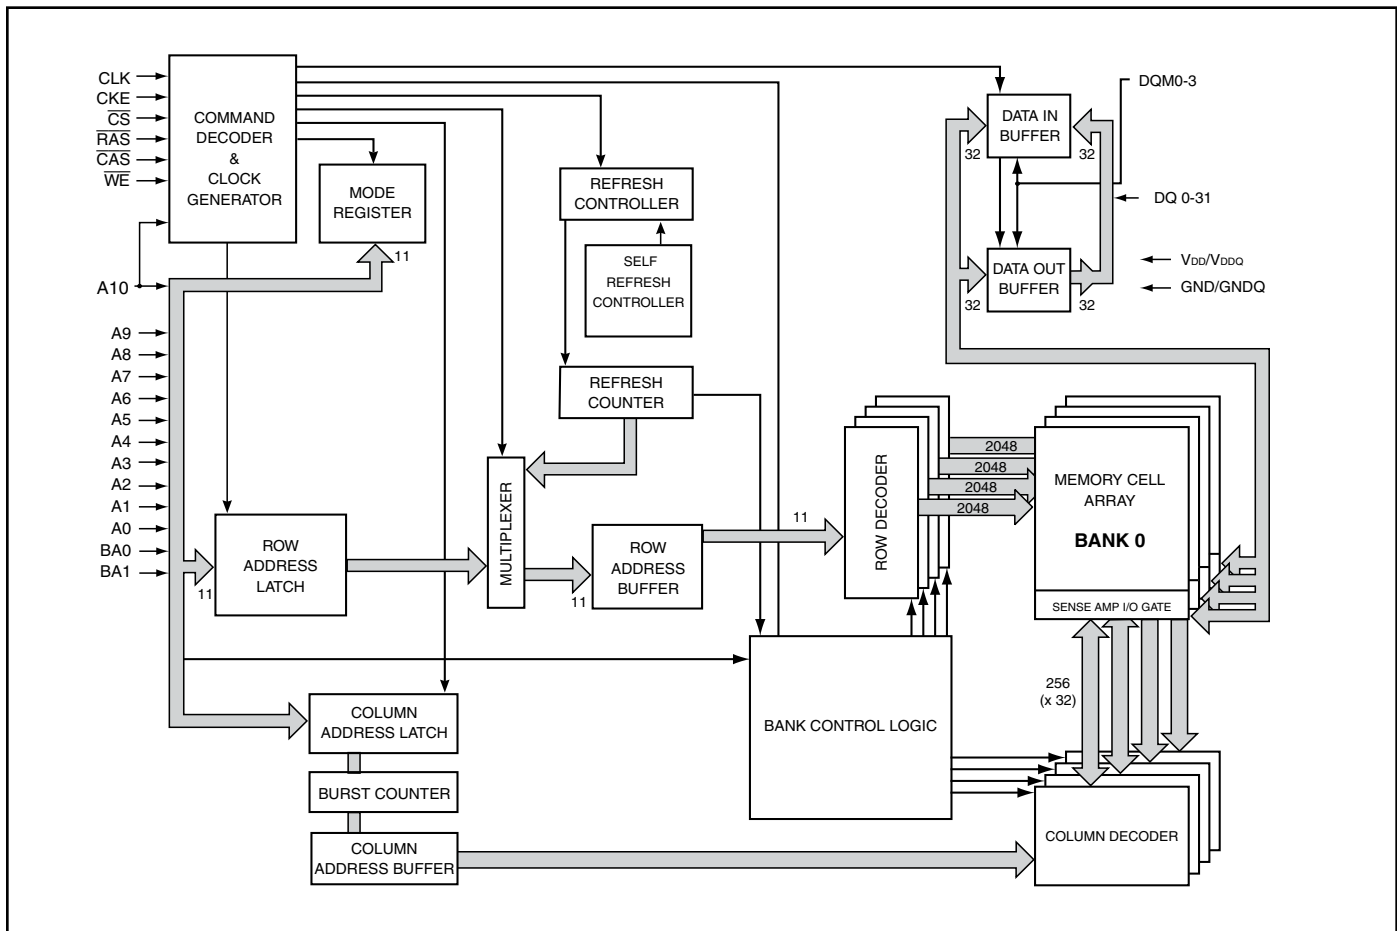 CLK
CKE
CS
RAS
CAS
WE
A10
A9
A8
A7
A6
A5
A4
A3
A2
A1
A0
BA0
BA1
COMMAND
DECODER
&
CLOCK
GENERATOR
MODE
REGISTER
11
REFRESH
CONTROLLER
SELF
REFRESH
CONTROLLER
REFRESH
COUNTER
DATA IN
BUFFER
32
32
DQM0-3
DQ 0-31
DATA OUT
BUFFER
32
32
VDD/VDDQ
GND/GNDQ
11
ROW
ADDRESS
LATCH
MULTIPLEXER
11
ROW
ADDRESS
BUFFER
11
ROW DECODER
2048
2048
2048
2048
MEMORY CELL
ARRAY
BANK 0
SENSE AMP I/O GATE
256
(x 32)
BANK CONTROL LOGIC
COLUMN
ADDRESS LATCH
BURST COUNTER
COLUMN
ADDRESS BUFFER
COLUMN DECODER